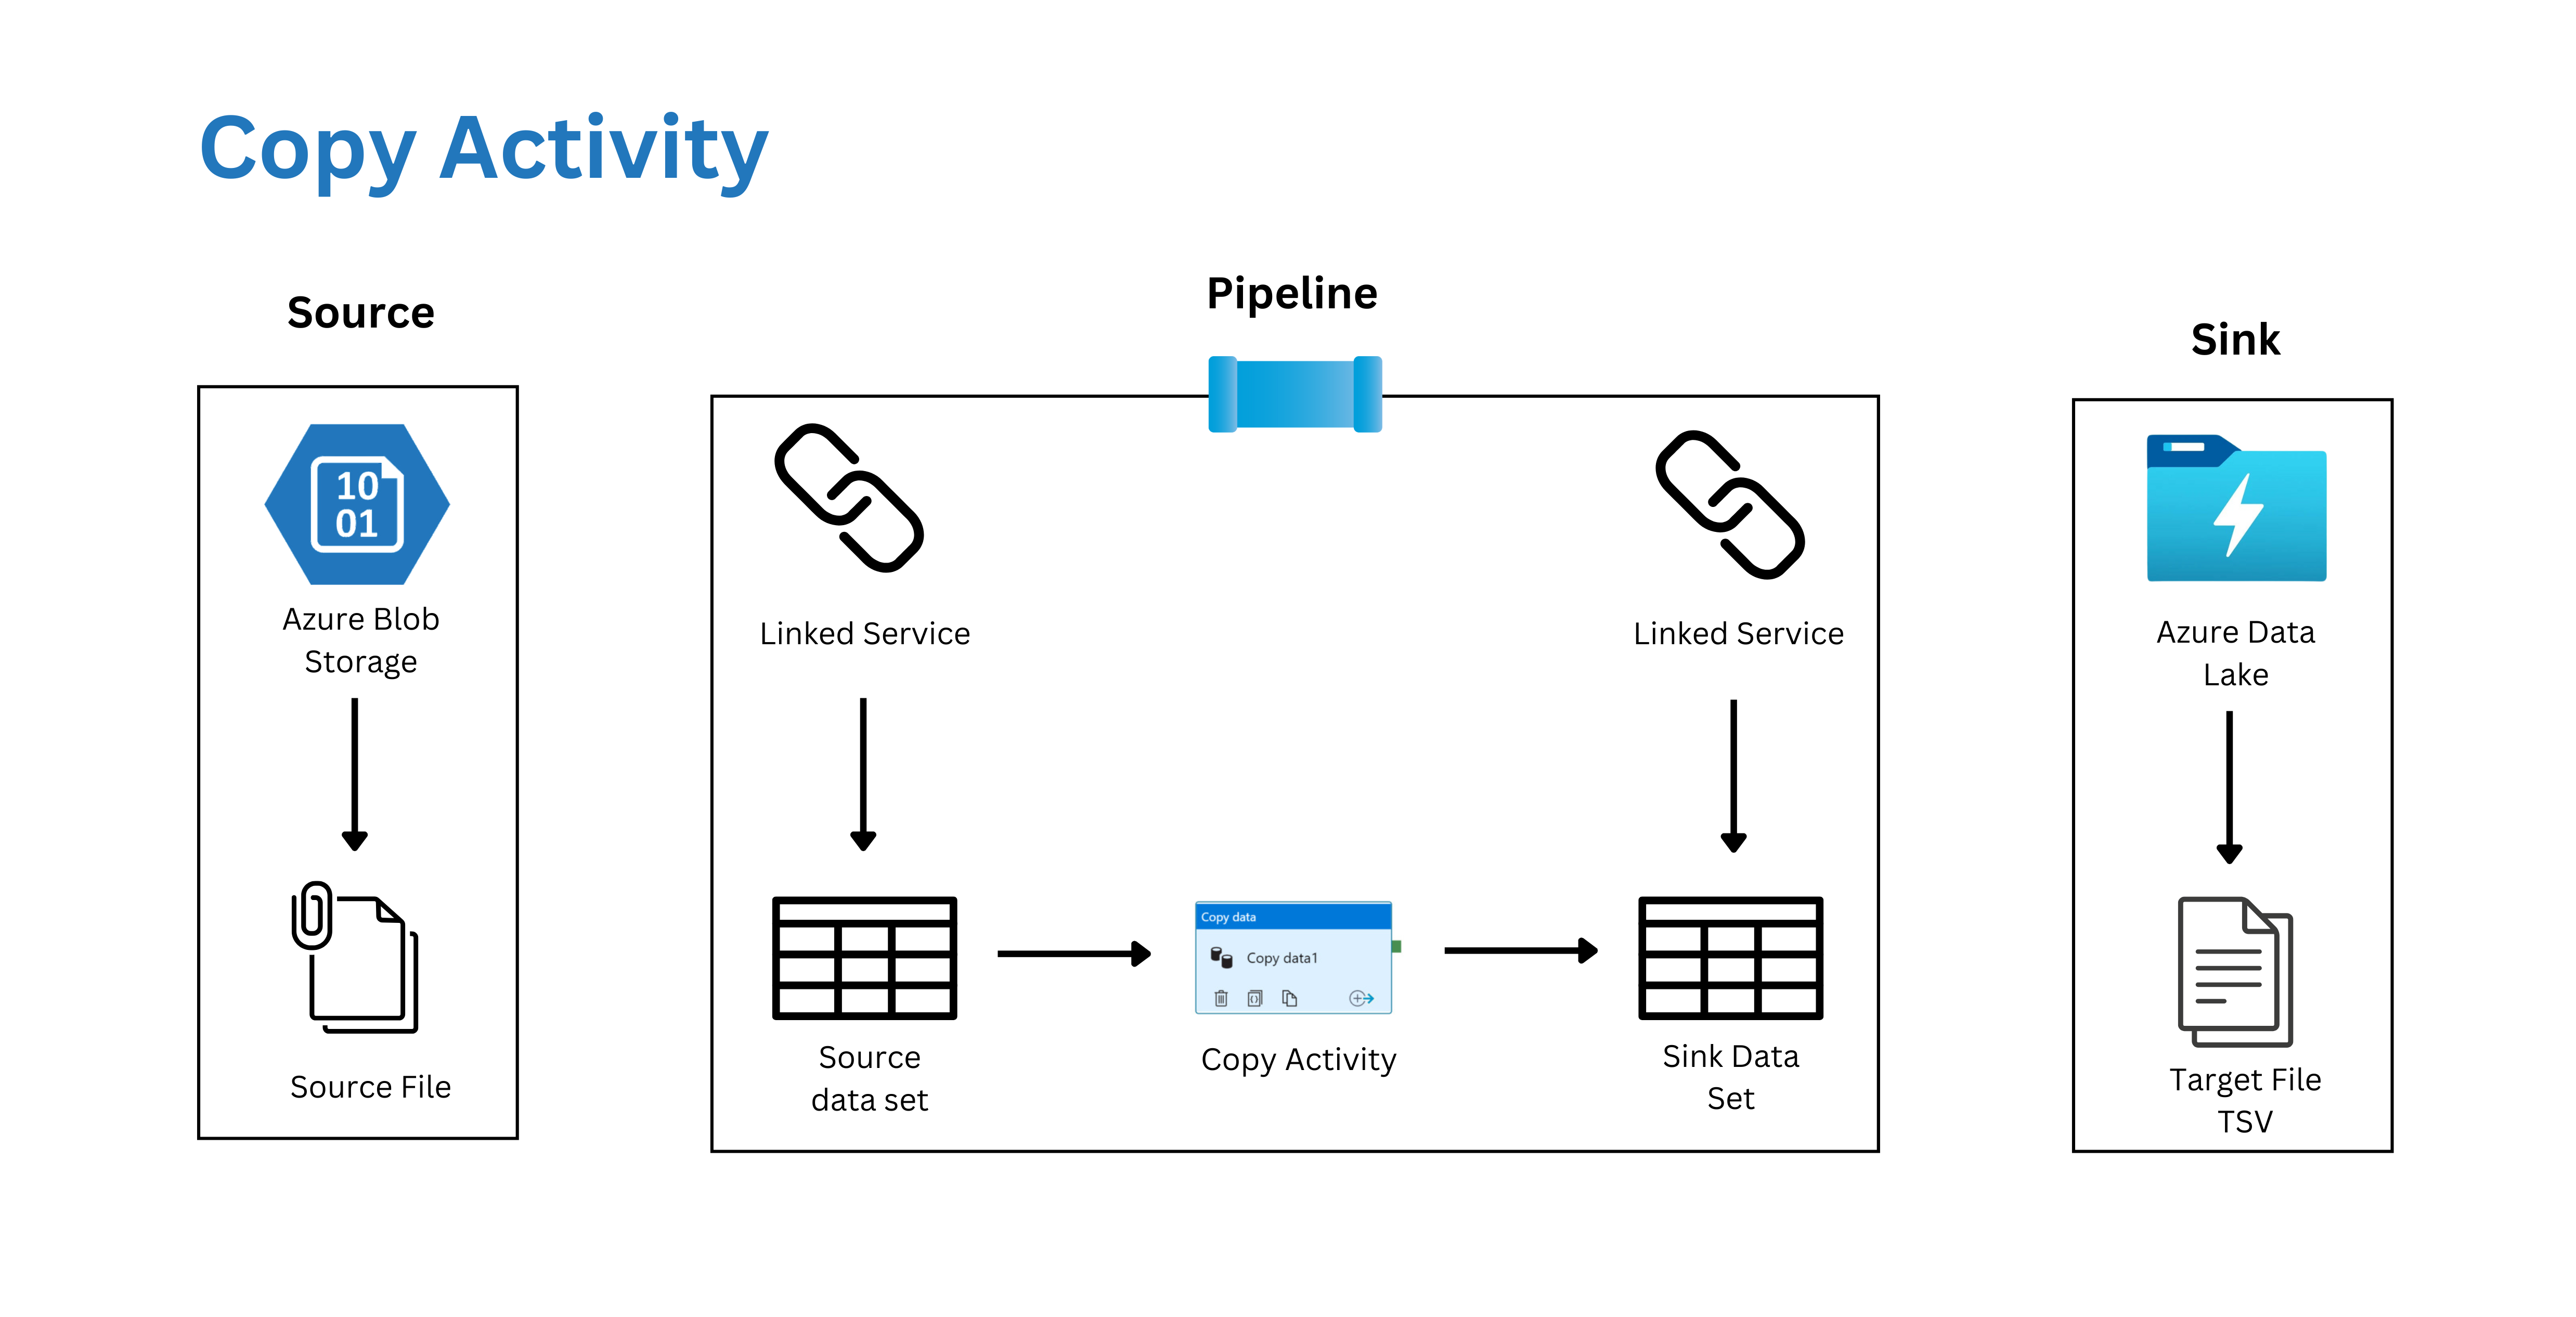 Copy Activity
Source
Pipeline
Sink
10
01
Azure Blob
Storage
Source File
Linked Service
Linked Service
Source
data set
Copy data
Copy data1
Copy Activity
Sink Data
Set
Azure Data
Lake
Target File
TSV